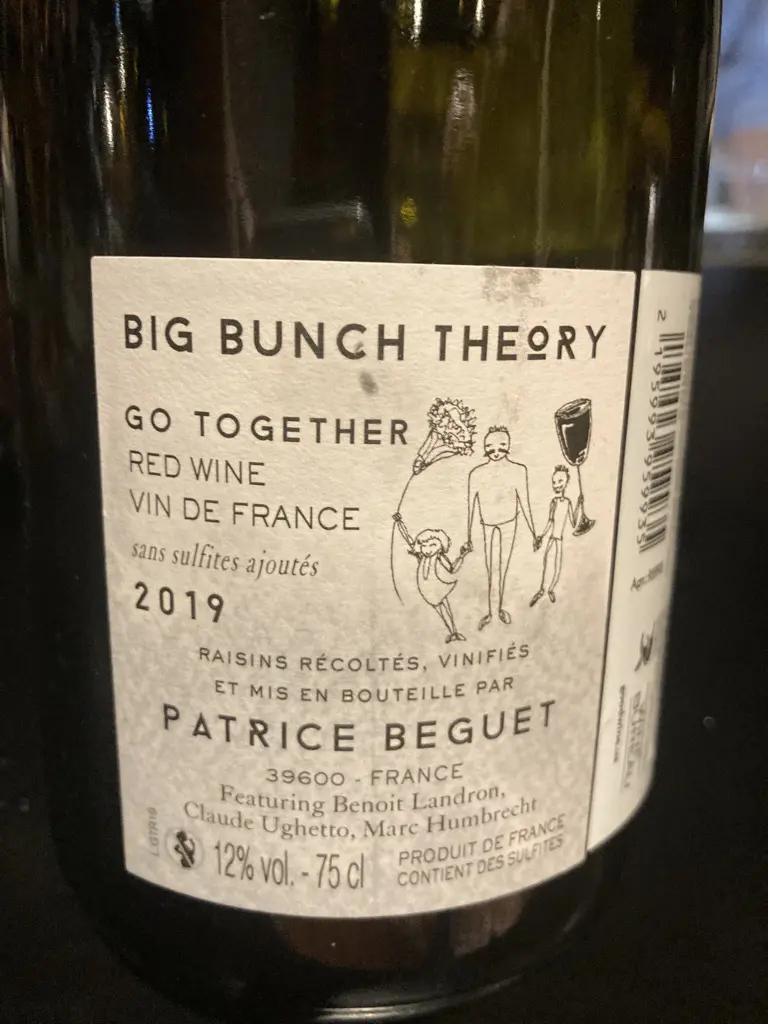 BIG BUNCH THEORY
GO TOGETHER
RED WINE
VIN DE FRANCE
sans sulfites ajoutés
2019
RAISINS RÉCOLTÉS, VINIFIÉS
ET MIS EN BOUTEILLE PAR
PATRICE BEGUET
39600 - FRANCE
Featuring Benoit Landron,
Claude Ughetto, Marc Humbrecht
12% vol. - 75 cl
PRODUIT DE FRANCE
CONTIENT DES SULFITES
LGTR19